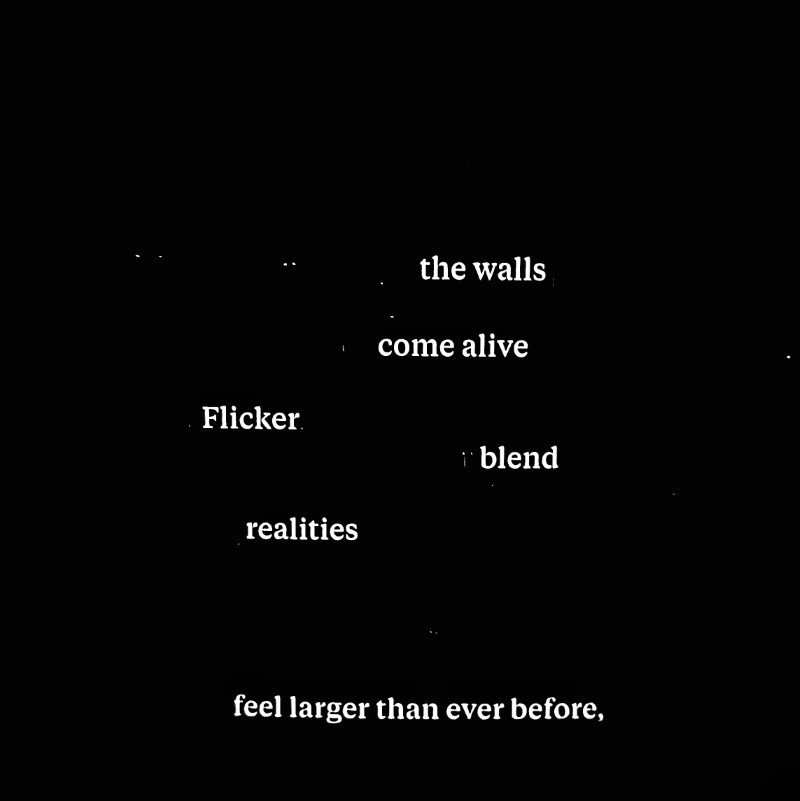 the walls
come alive
Flicker
blend
realities
feel larger than ever before,